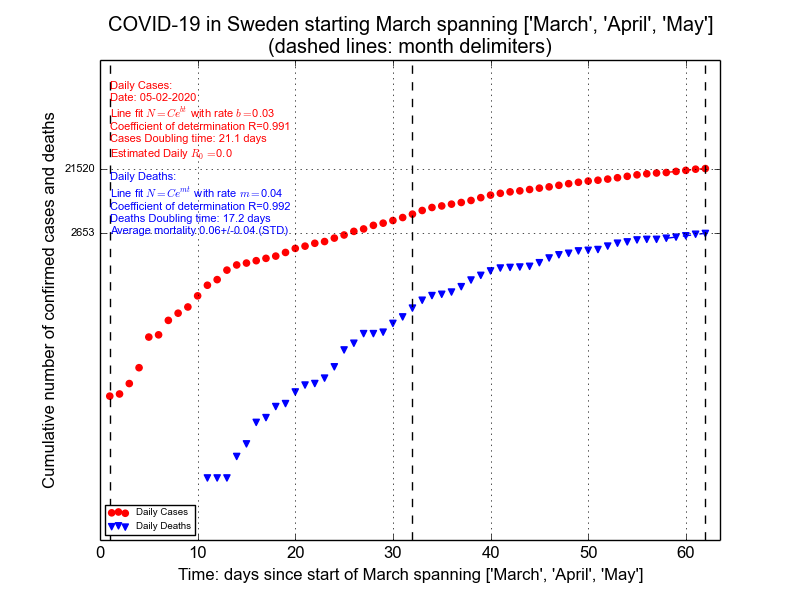 COVID-19 in Sweden starting March spanning ['March', 'April', 'May']
(dashed lines: month delimiters)
Daily Cases:
Date: 05-02-2020
Line fit N=Ce^{bt} with rate b=0.03
Coefficient of determination R=0.991
Cases Doubling time: 21.1 days
Estimated Daily R_0=0.0
Daily Deaths:
Line fit N=Ce^{mt} with rate m=0.04
Coefficient of determination R=0.992
Deaths Doubling time: 17.2 days
Average mortality 0.06+/-0.04 (STD)
Cumulative number of confirmed cases and deaths
21520
2653
Daily Cases
Daily Deaths
0 10 20 30 40 50 60
Time: days since start of March spanning ['March', 'April', 'May']